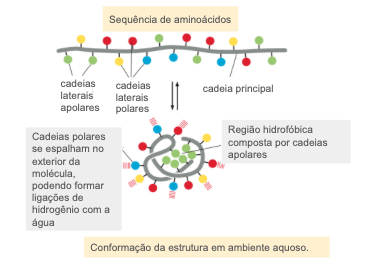 Sequência de aminoácidos
cadeias
laterais
apolares
cadeias
laterais
polares
cadeia principal
Cadeias polares
se espalham no
exterior da
molécula,
podendo formar
ligações de
hidrogênio com a
água
Região hidrofóbica
composta por cadeias
apolares
Conformação da estrutura em ambiente aquoso.